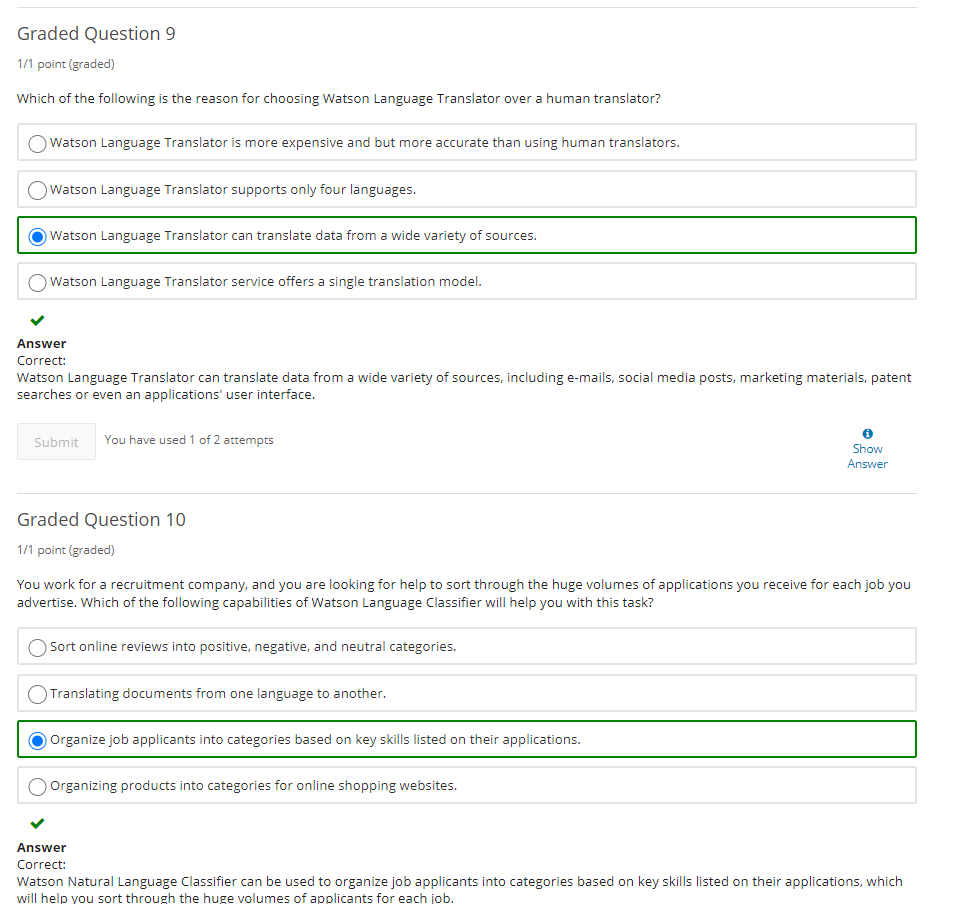 Graded Question 9
1/1 point (graded)
Which of the following is the reason for choosing Watson Language Translator over a human translator?
Watson Language Translator is more expensive and but more accurate than using human translators.
Watson Language Translator supports only four languages.
Watson Language Translator can translate data from a wide variety of sources.
Watson Language Translator service offers a single translation model.
Answer
Correct:
Watson Language Translator can translate data from a wide variety of sources, including e-mails, social media posts, marketing materials, patent
searches or even an applications' user interface.
Submit
You have used 1 of 2 attempts
Show
Answer
Graded Question 10
1/1 point (graded)
You work for a recruitment company, and you are looking for help to sort through the huge volumes of applications you receive for each job you
advertise. Which of the following capabilities of Watson Language Classifier will help you with this task?
Sort online reviews into positive, negative, and neutral categories.
Translating documents from one language to another.
Organize job applicants into categories based on key skills listed on their applications.
Organizing products into categories for online shopping websites.
Answer
Correct:
Watson Natural Language Classifier can be used to organize job applicants into categories based on key skills listed on their applications, which
will help you sort through the huge volumes of applicants for each job.